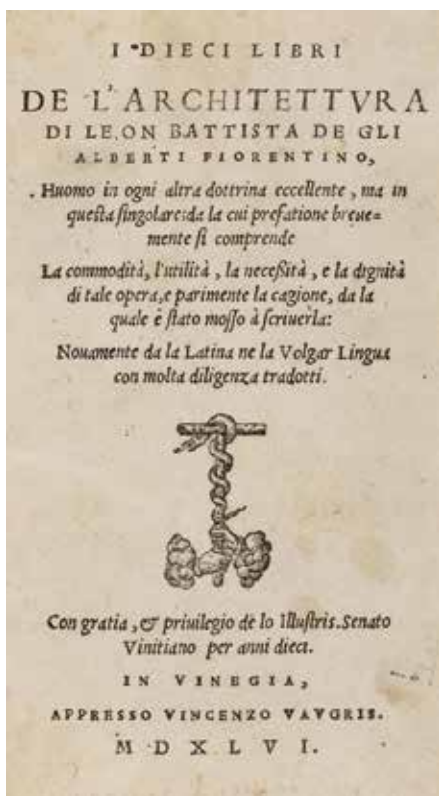 I DIECI LIBRI
DE L'ARCHITETTVRA
DI LEON BATTISTA DE GLI
ALBERTI FIORENTINO,
Huomo in ogni altra dottrina eccellente, ma in
questa singolare: da la cui prefatione breue=
mente si comprende
La commodità, l'utilità, la necessità, e la dignità
di tale opera, e parimente la cagione, da la
quale è stato mosso à scriuerla:
Nouamente da la Latina ne la Volgar Lingua
con molta diligenza tradotti.
Con gratia, & priuilegio de lo Illustris. Senato
Vinitiano per anni dieci.
IN VINEGIA,
APPRESSO VINCENZO VAVGRIS.
M D X L V I.